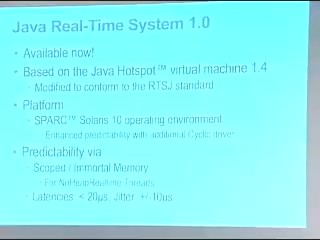 Java Real-Time System 1.0
• Available now!
• Based on the Java Hotspot™ virtual machine 1.4
• Modified to conform to the RTSJ standard
• Platform
• SPARC™ Solaris 10 operating environment
• Enhanced predictability with additional Cyclic driver
• Predictability via
• Scoped / Immortal Memory
• For NoHeapRealtime Threads
• Latencies: < 20µs, Jitter: +/-10µs